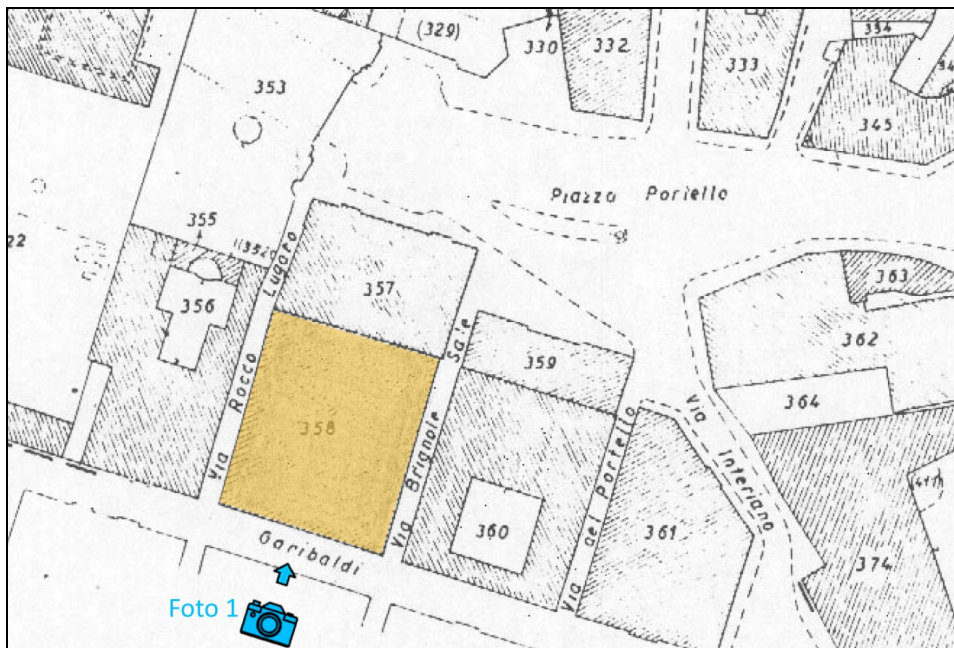 (329)
330
332
333
334
345
353
Piazza Portello
355
22
356
357
Via Rocco Lugaro
Via Brignole Sale
359
363
362
364
358
Via del Portello
Via Interiano
360
361
374
Garibaldi
Foto 1